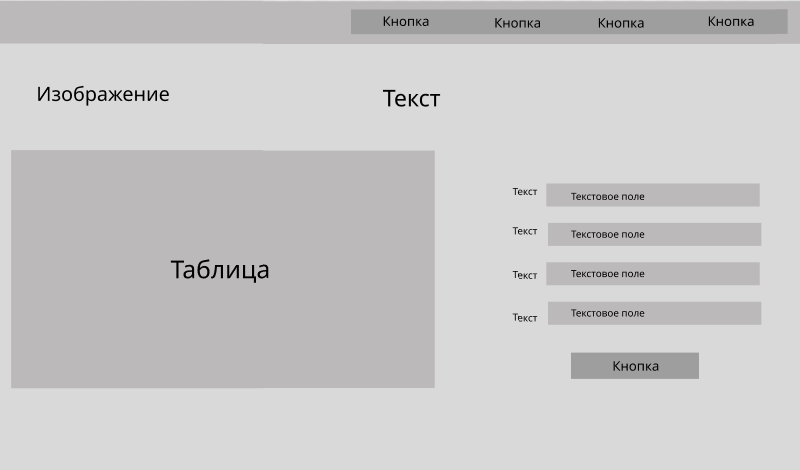 Кнопка Кнопка Кнопка Кнопка
Изображение
Текст
Таблица
Текст Текстовое поле
Текст Текстовое поле
Текст Текстовое поле
Текст Текстовое поле
Кнопка